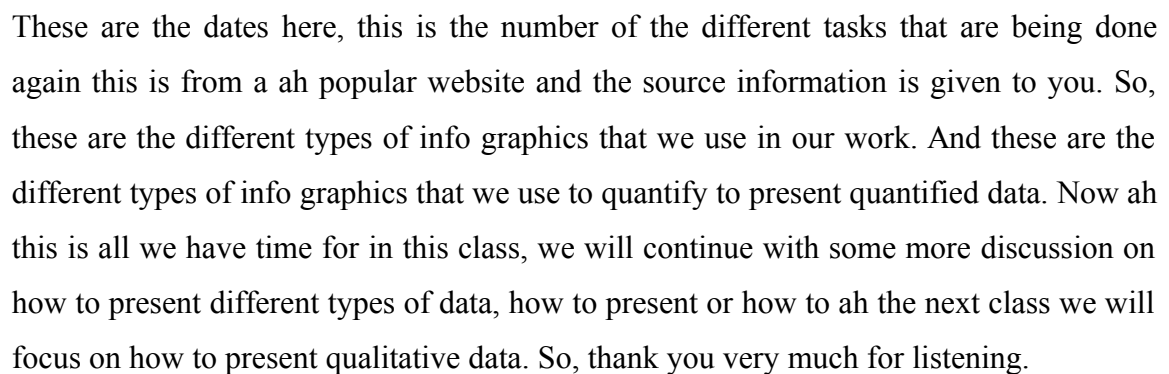 These are the dates here, this is the number of the different tasks that are being done
again this is from a ah popular website and the source information is given to you. So,
these are the different types of info graphics that we use in our work. And these are the
different types of info graphics that we use to quantify to present quantified data. Now ah
this is all we have time for in this class, we will continue with some more discussion on
how to present different types of data, how to present or how to ah the next class we will
focus on how to present qualitative data. So, thank you very much for listening.